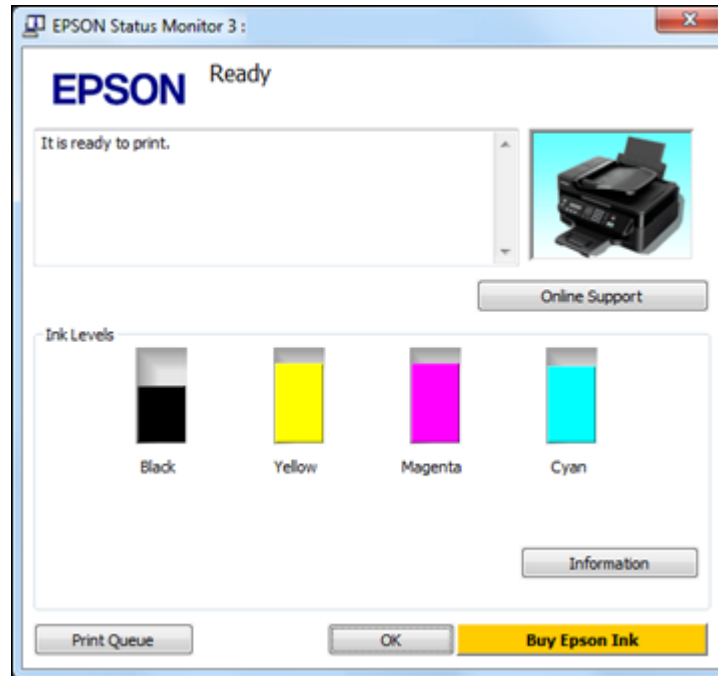 EPSON Status Monitor 3 :
EPSON
Ready
It is ready to print.
Online Support
Ink Levels
Black
Yellow
Magenta
Cyan
Information
Print Queue
OK
Buy Epson Ink